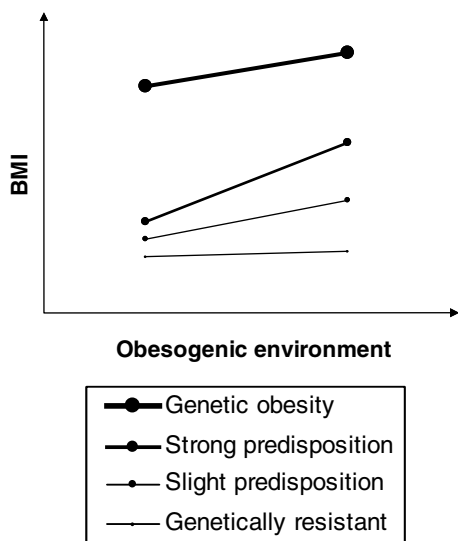 BMI
Obesogenic environment
Genetic obesity
Strong predisposition
Slight predisposition
Genetically resistant